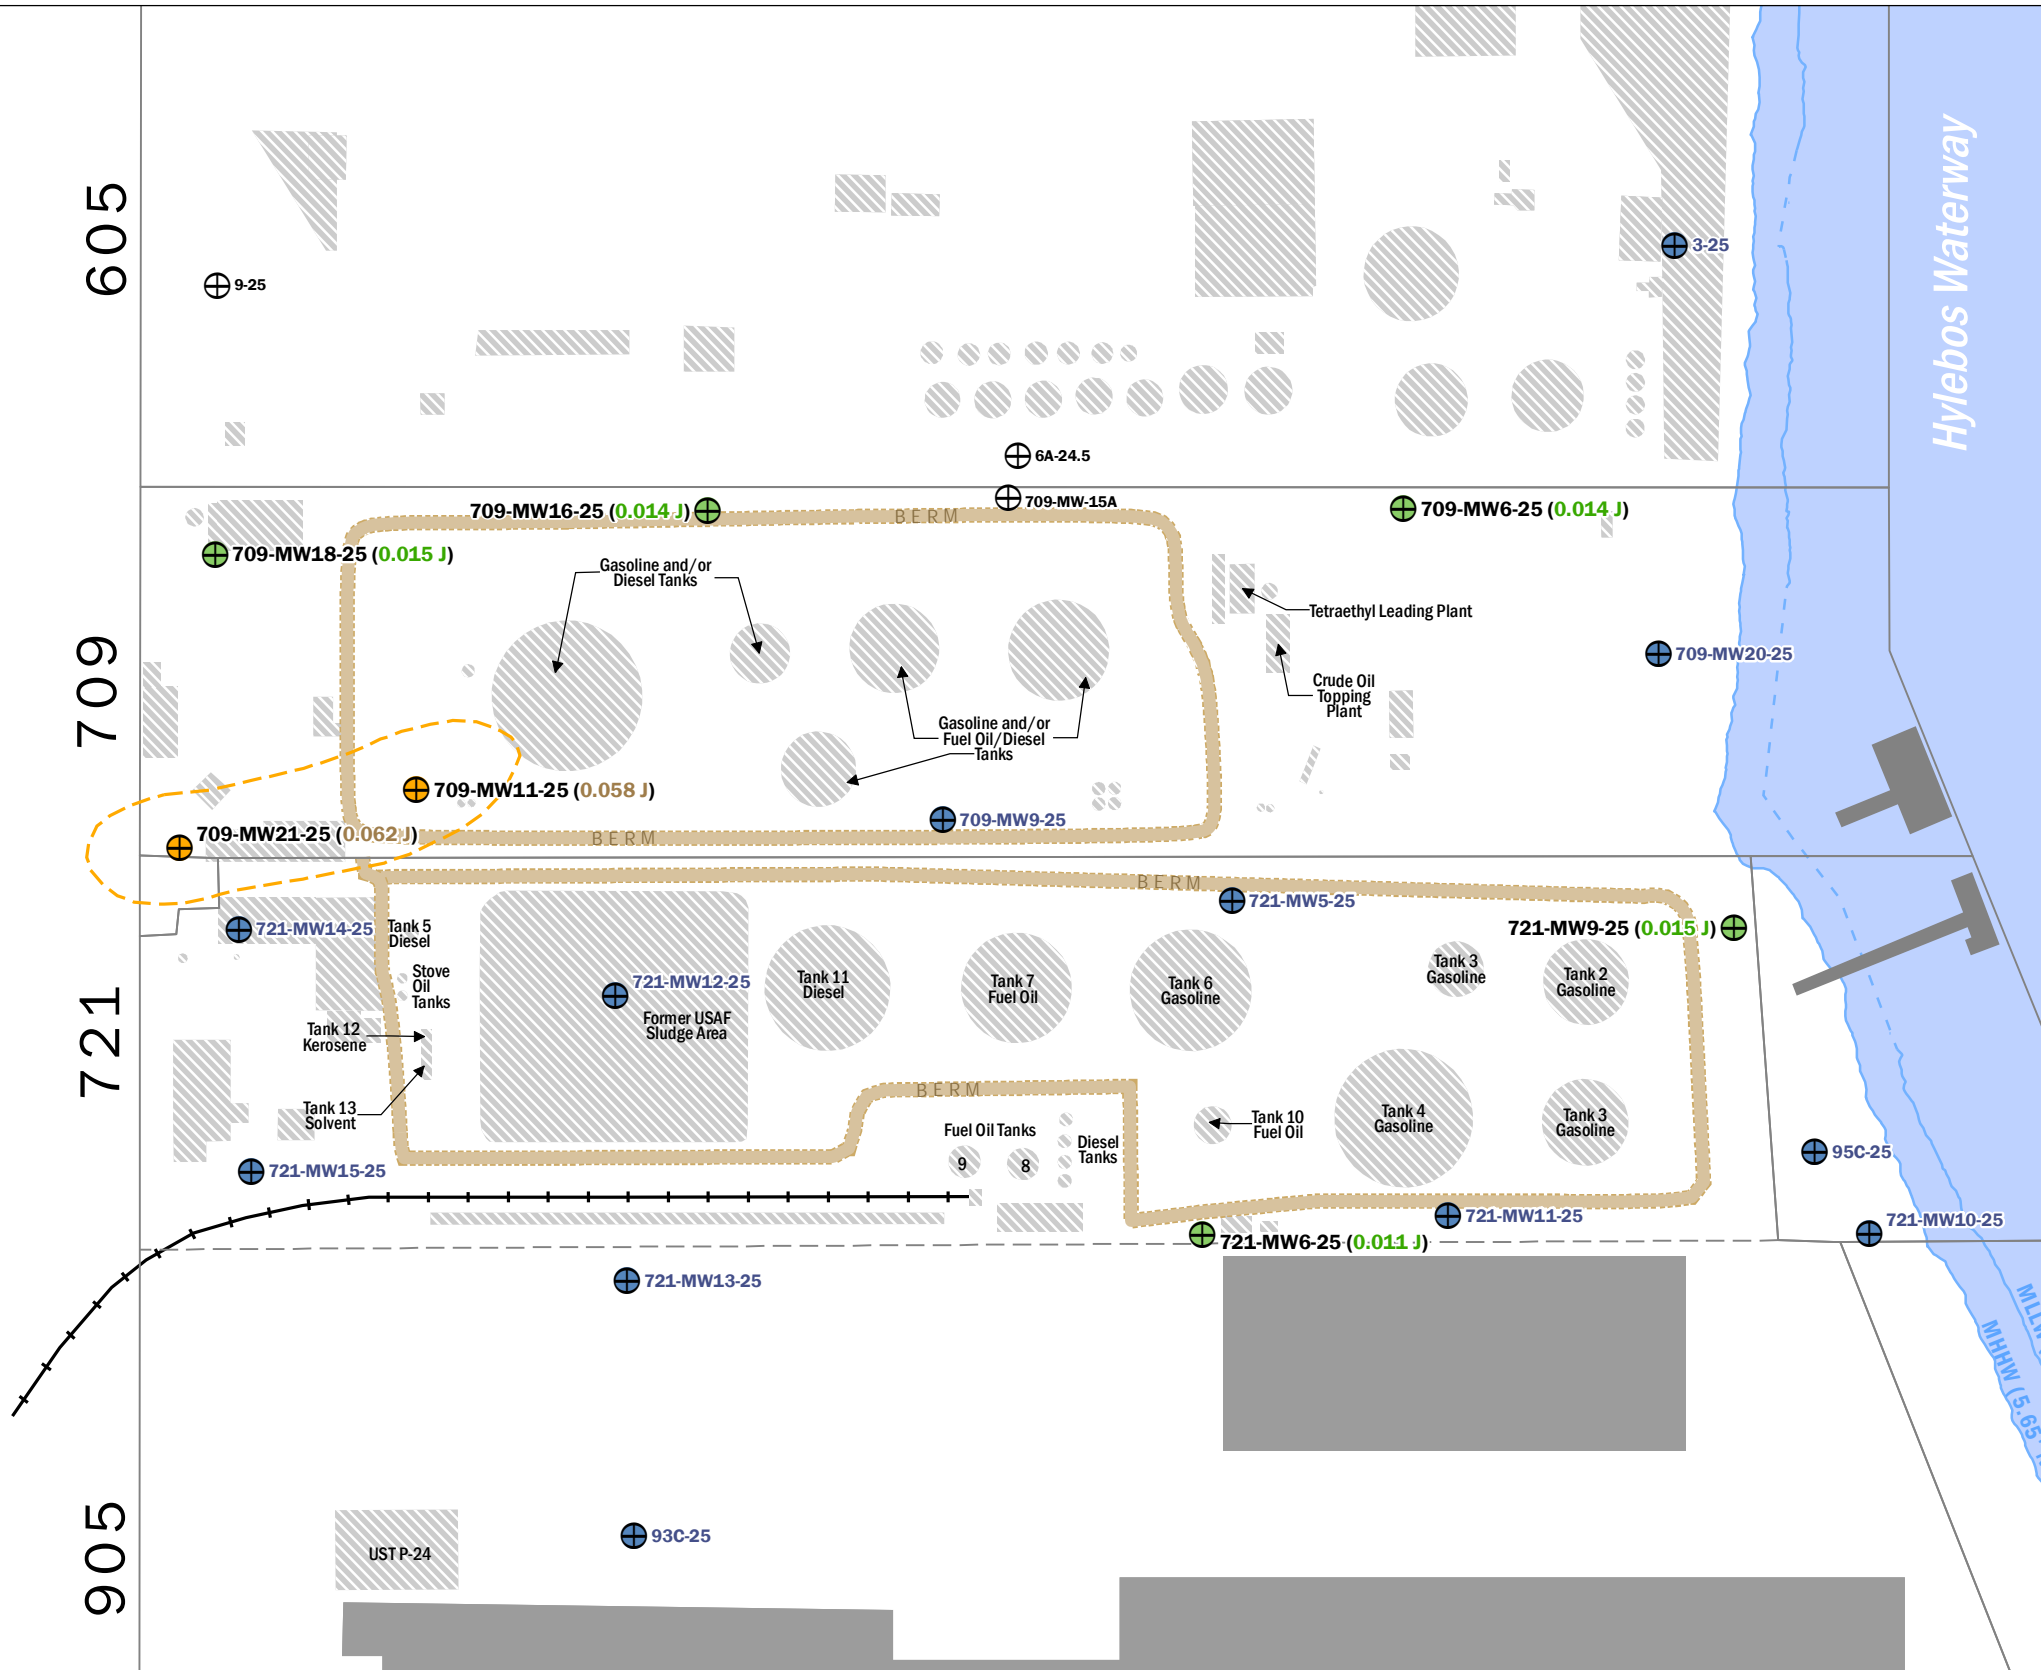 605
709
721
905
Hylebos Waterway
3-25
9-25
6A-24.5
709-MW-15A
709-MW16-25 (0.014 J)
709-MW6-25 (0.014 J)
BERM
709-MW18-25 (0.015 J)
Gasoline and/or
Diesel Tanks
Tetraethyl Leading Plant
709-MW20-25
Crude Oil
Topping
Plant
Gasoline and/or
Fuel Oil/Diesel
Tanks
709-MW11-25 (0.058 J)
709-MW9-25
709-MW21-25 (0.062 J)
BERM
BERM
721-MW5-25
721-MW14-25
Tank 5
Diesel
721-MW9-25 (0.015 J)
Stove
Oil
Tanks
721-MW12-25
Former USAF
Sludge Area
Tank 11
Diesel
Tank 7
Fuel Oil
Tank 6
Gasoline
Tank 3
Gasoline
Tank 2
Gasoline
Tank 12
Kerosene
Tank 13
Solvent
BERM
Fuel Oil Tanks
9
8
Diesel
Tanks
Tank 10
Fuel Oil
Tank 4
Gasoline
Tank 3
Gasoline
95C-25
721-MW15-25
721-MW11-25
721-MW10-25
721-MW6-25 (0.011 J)
721-MW13-25
MLLW
MHHW (5.65'
93C-25
UST P-24